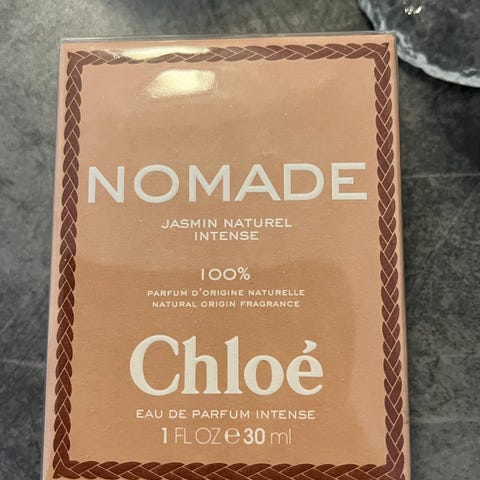 NOMADE
JASMIN NATUREL
INTENSE
100%
PARFUM D'ORIGINE NATURELLE
NATURAL ORIGIN FRAGRANCE
Chloé
EAU DE PARFUM INTENSE
1 FL OZ e 30 ml